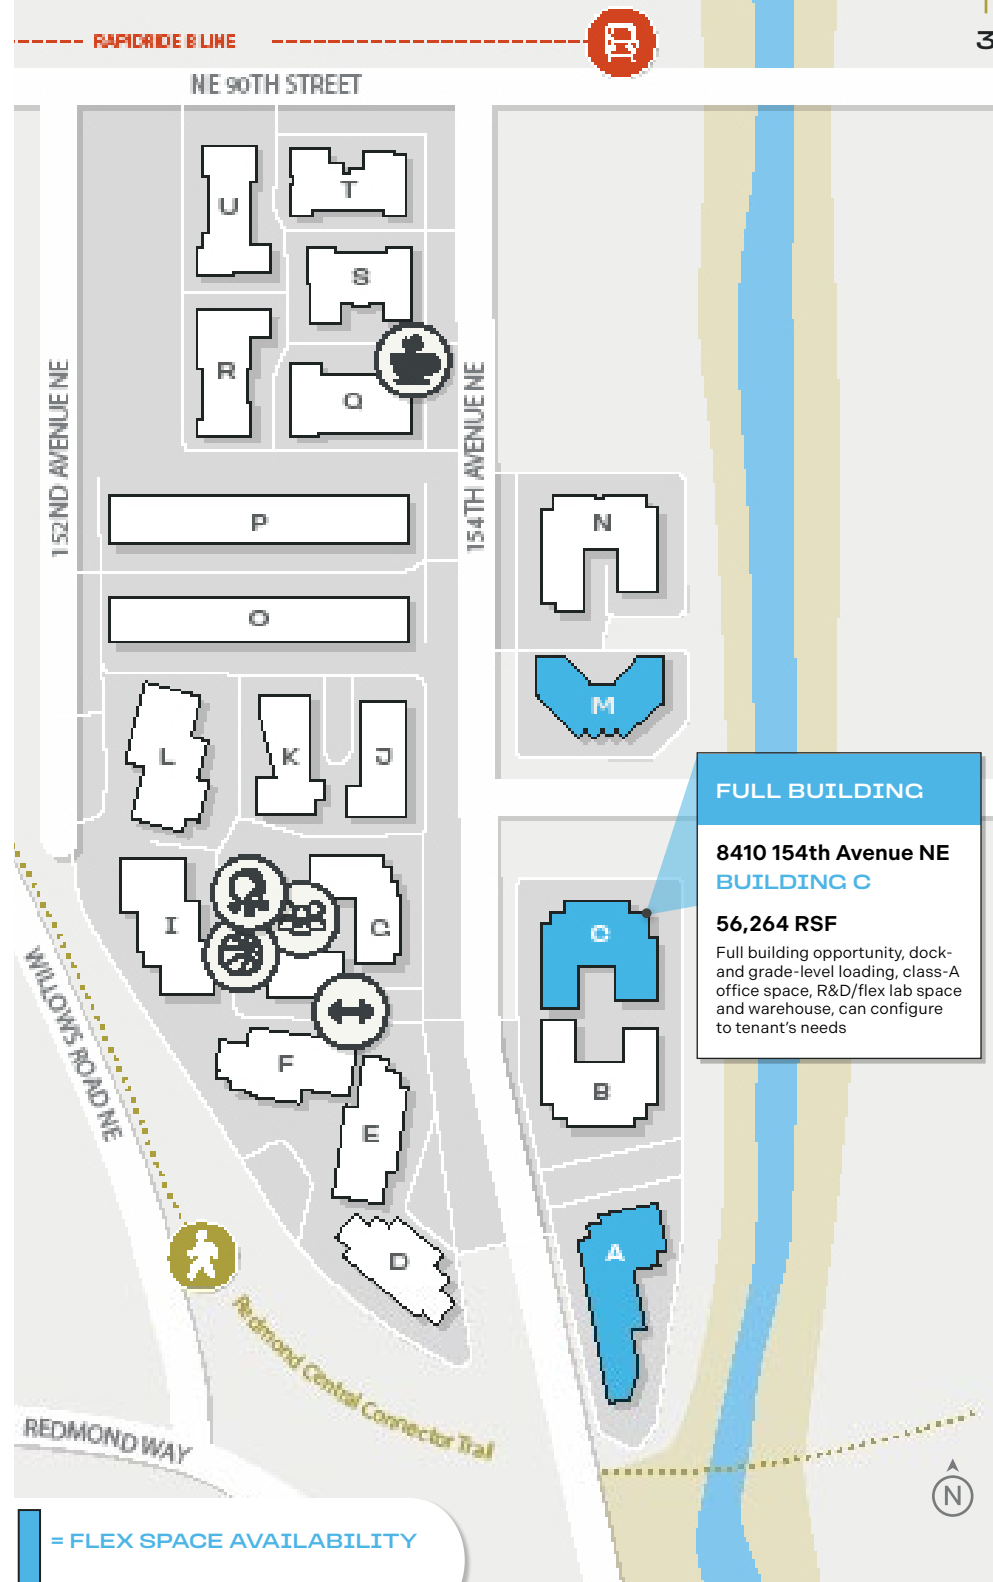 RAPIDRIDE B LINE
3
NE 90TH STREET
U
T
S
R
Q
152ND AVENUE NE
154TH AVENUE NE
P
N
O
M
L
K
J
FULL BUILDING
8410 154th Avenue NE
BUILDING C
56,264 RSF
Full building opportunity, dock-
and grade-level loading, class-A
office space, R&D/flex lab space
and warehouse, can configure
to tenant's needs
I
G
C
WILLOWS ROAD NE
F
B
E
D
A
Redmond Central Connector Trail
REDMOND WAY
N
= FLEX SPACE AVAILABILITY